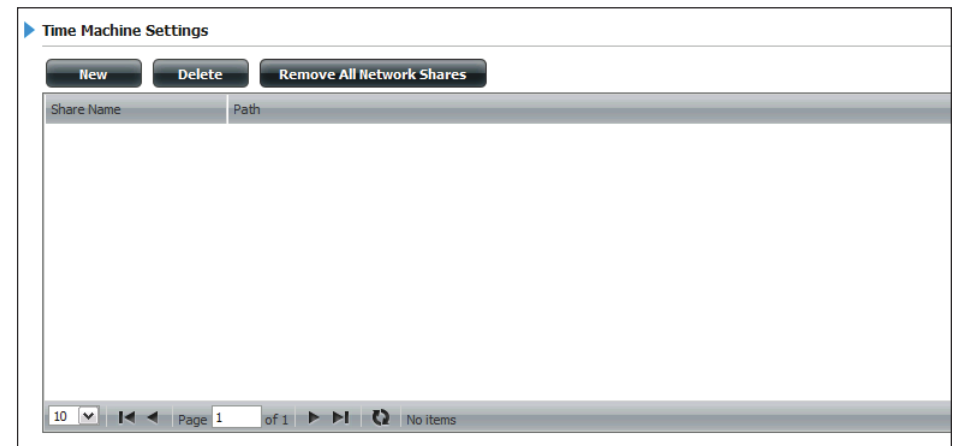 Time Machine Settings
New Delete Remove All Network Shares
Share Name Path
10 Page 1 of 1 No items